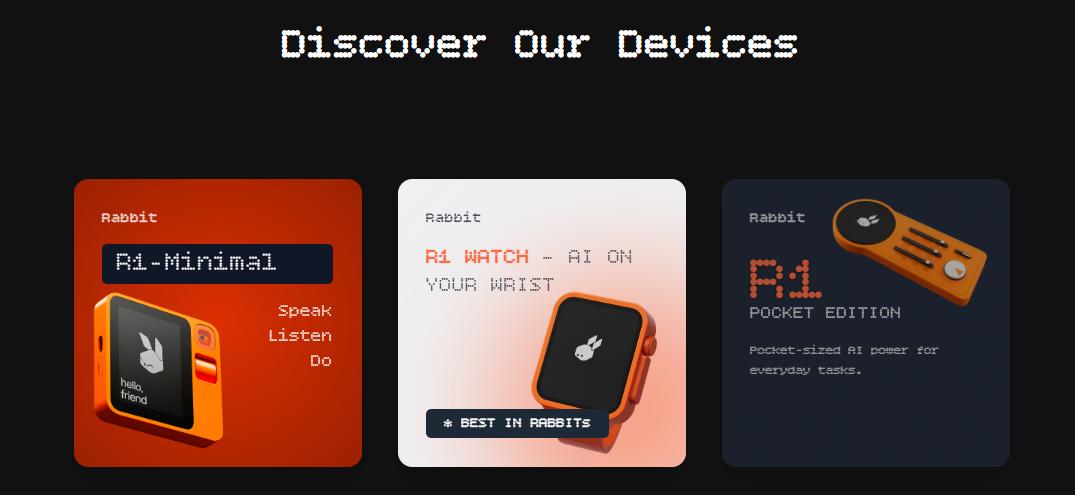 Discover Our Devices
Rabbit
R1-Minimal
Speak
Listen
Do
hello,
friend
Rabbit
R1 WATCH - AI ON
YOUR WRIST
✻ BEST IN RABBITS
Rabbit
R1
POCKET EDITION
Pocket-sized AI power for
everyday tasks.